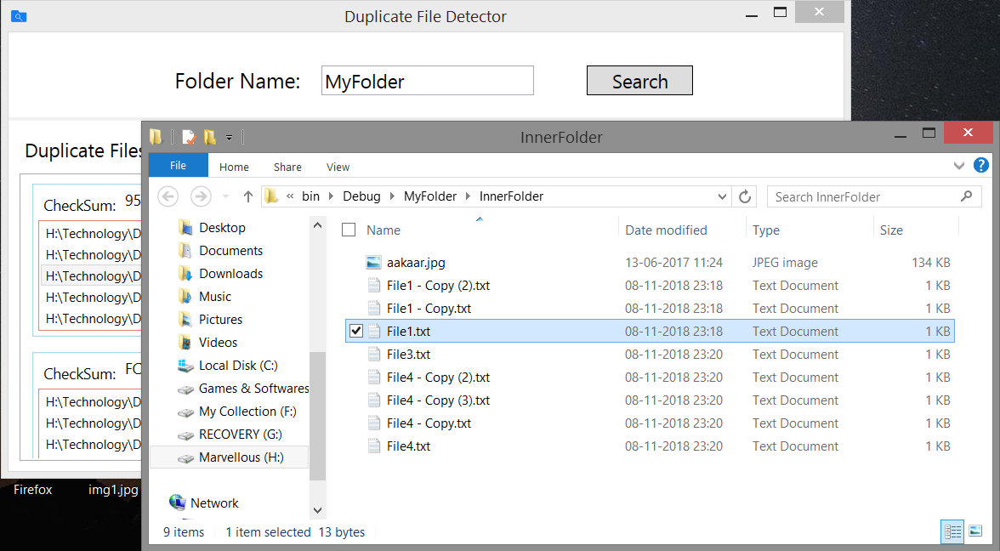 Duplicate File Detector
Folder Name: MyFolder Search
Duplicate Files
CheckSum: 95
H:\Technology\D
H:\Technology\D
H:\Technology\D
H:\Technology\D
H:\Technology\D
CheckSum: FC
H:\Technology\D
H:\Technology\D
H:\Technology\D
Firefox img1.jpg
InnerFolder
File Home Share View
« bin Debug MyFolder InnerFolder Search InnerFolder
Desktop
Documents
Downloads
Music
Pictures
Videos
Local Disk (C:)
Games & Softwares
My Collection (F:)
RECOVERY (G:)
Marvellous (H:)
Network
Name Date modified Type Size
aakaar.jpg 13-06-2017 11:24 JPEG image 134 KB
File1 - Copy (2).txt 08-11-2018 23:18 Text Document 1 KB
File1 - Copy.txt 08-11-2018 23:18 Text Document 1 KB
File1.txt 08-11-2018 23:18 Text Document 1 KB
File3.txt 08-11-2018 23:20 Text Document 1 KB
File4 - Copy (2).txt 08-11-2018 23:20 Text Document 1 KB
File4 - Copy (3).txt 08-11-2018 23:20 Text Document 1 KB
File4 - Copy.txt 08-11-2018 23:20 Text Document 1 KB
File4.txt 08-11-2018 23:20 Text Document 1 KB
9 items 1 item selected 13 bytes